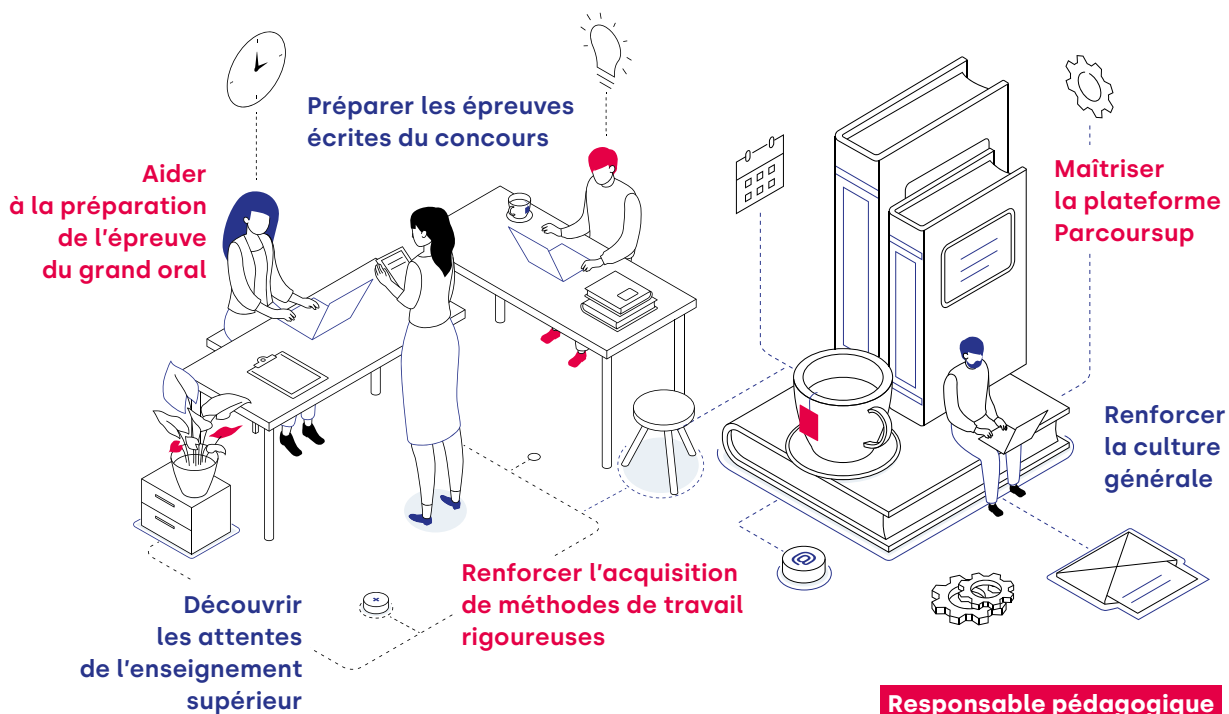 Préparer les épreuves
écrites du concours
Aider
à la préparation
de l'épreuve
du grand oral
Maîtriser
la plateforme
Parcoursup
Renforcer
la culture
générale
Renforcer l'acquisition
de méthodes de travail
rigoureuses
Découvrir
les attentes
de l'enseignement
supérieur
@
Responsable pédagogique